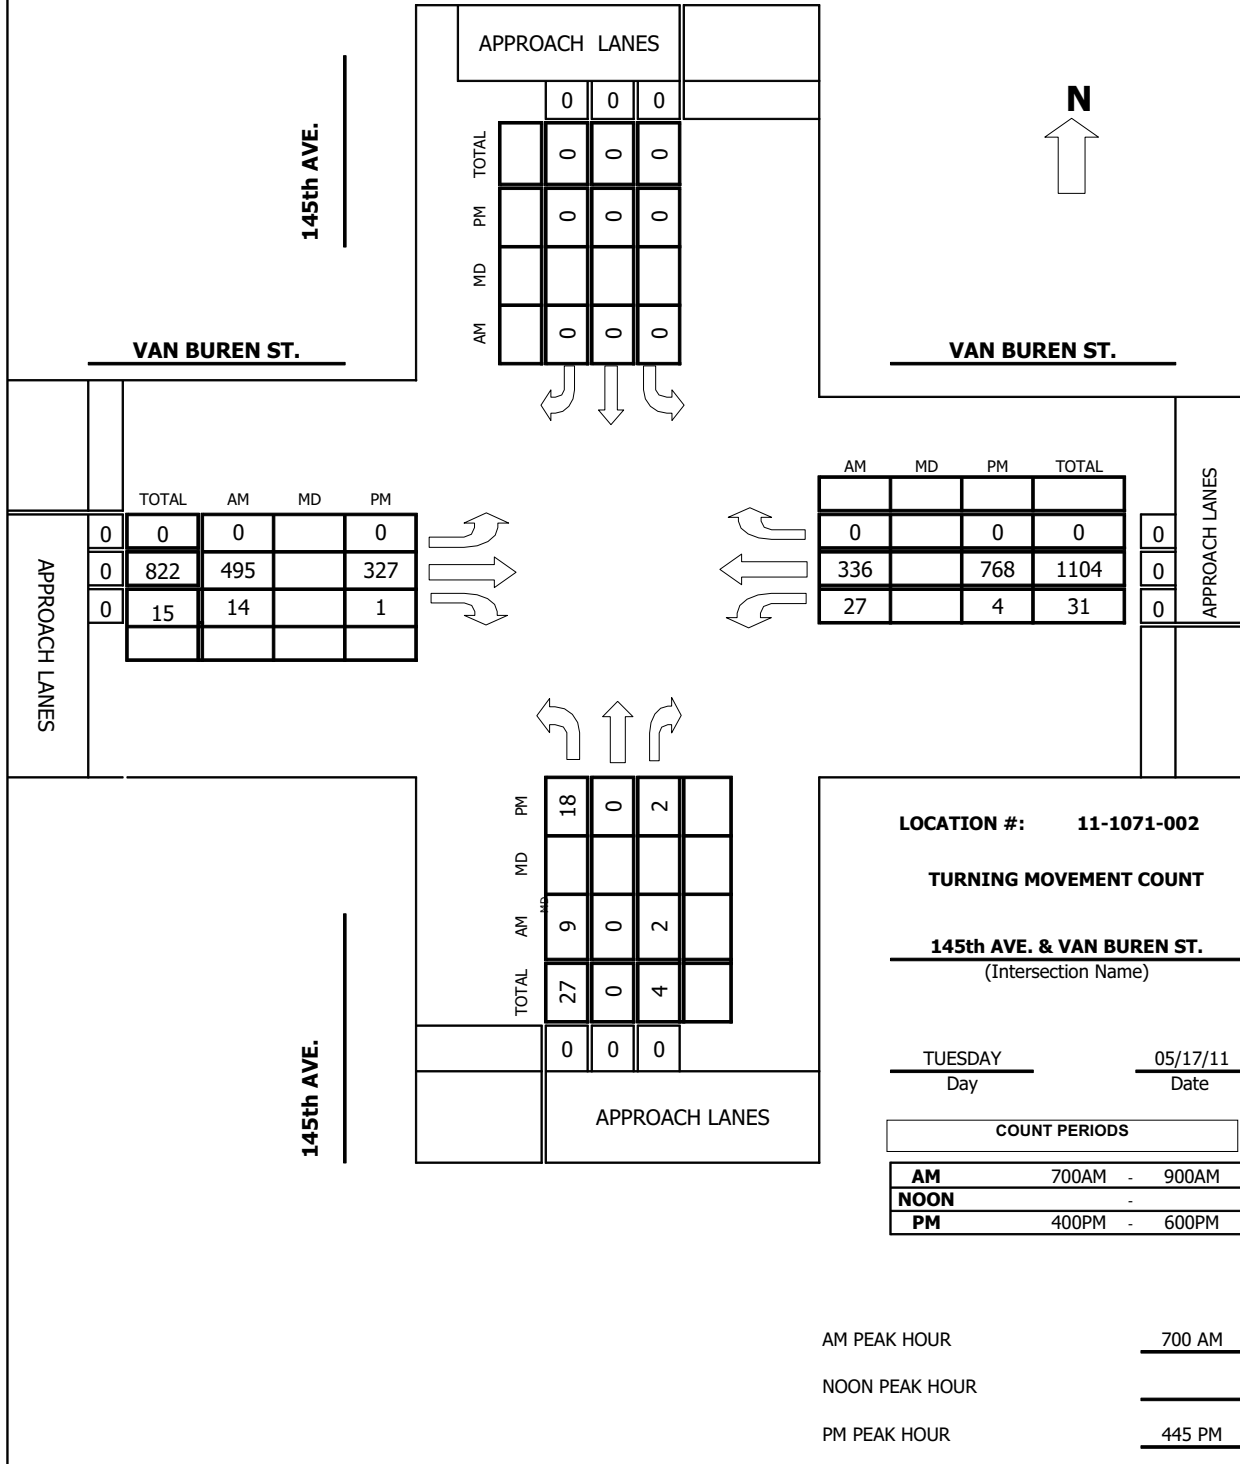 APPROACH LANES
0 0 0
N
TOTAL 0 0 0
145th AVE.
PM 0 0 0
MD
AM 0 0 0
VAN BUREN ST.
VAN BUREN ST.
AM MD PM TOTAL
TOTAL AM MD PM
0 0 0 0
0 0 0 0
0 822 495 327
336 768 1104 0
0 15 14 1
27 4 31 0
APPROACH LANES
APPROACH LANES
PM 18 0 2
MD
MD
AM 9 0 2
TOTAL 27 0 4
0 0 0
APPROACH LANES
145th AVE.
LOCATION #: 11-1071-002
TURNING MOVEMENT COUNT
145th AVE. & VAN BUREN ST.
(Intersection Name)
TUESDAY 05/17/11
Day Date
COUNT PERIODS
AM 700AM - 900AM
NOON -
PM 400PM - 600PM
AM PEAK HOUR 700 AM
NOON PEAK HOUR
PM PEAK HOUR 445 PM